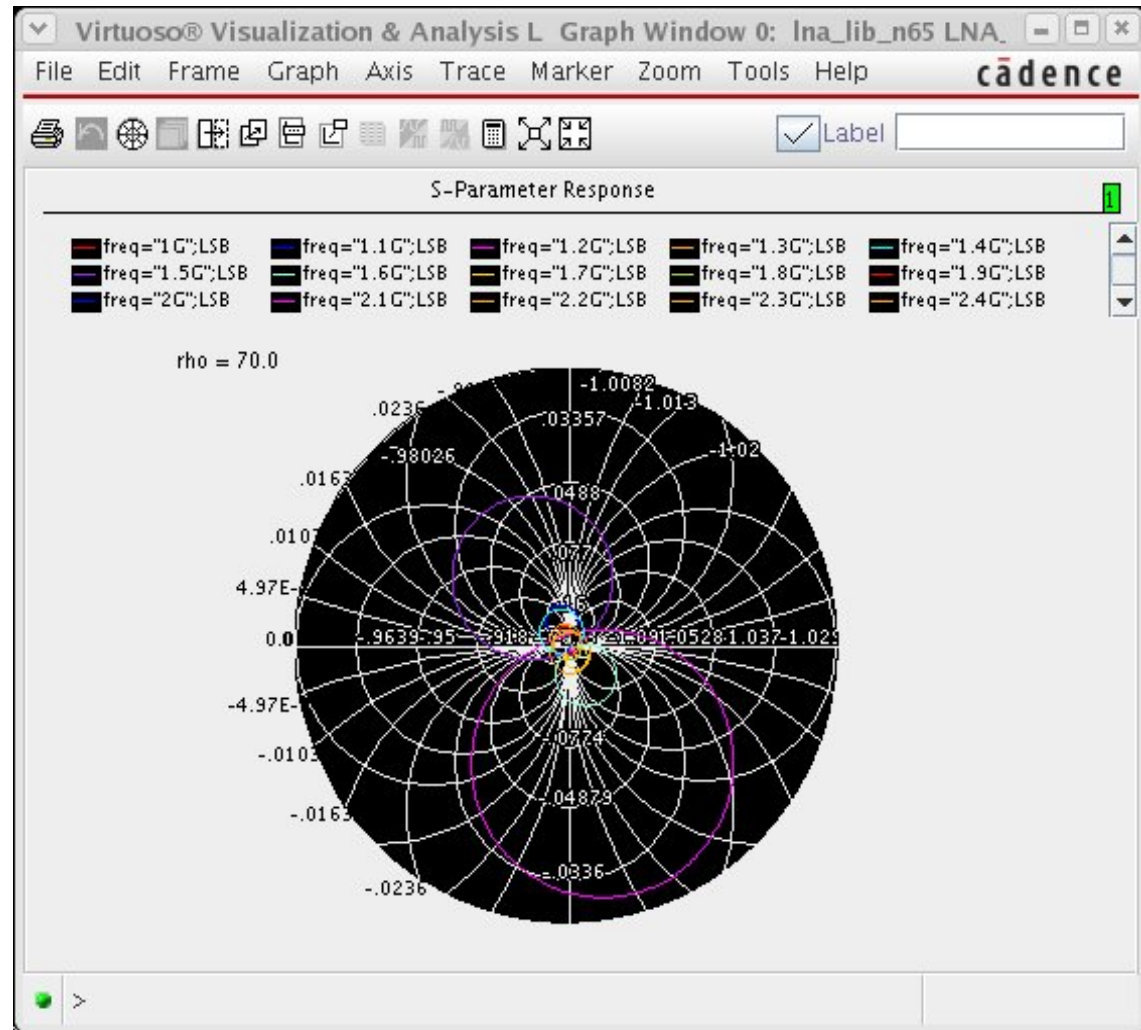 Virtuoso® Visualization & Analysis L Graph Window 0: lna_lib_n65 LNA_
File Edit Frame Graph Axis Trace Marker Zoom Tools Help cādence
Label
S-Parameter Response
1
freq="1G";LSB freq="1.1G";LSB freq="1.2G";LSB freq="1.3G";LSB freq="1.4G";LSB
freq="1.5G";LSB freq="1.6G";LSB freq="1.7G";LSB freq="1.8G";LSB freq="1.9G";LSB
freq="2G";LSB freq="2.1G";LSB freq="2.2G";LSB freq="2.3G";LSB freq="2.4G";LSB
rho = 70.0
-1.0082
.0236 .03357 -1.013
-.98026 -1.02
.0163 .0488
.0107 .077
4.97E-
0.0 -.9639 -.95 1.037 -1.029
-4.97E-
-.0103 -.0774
-.0163 -.04879
-.0236 -.0336
>